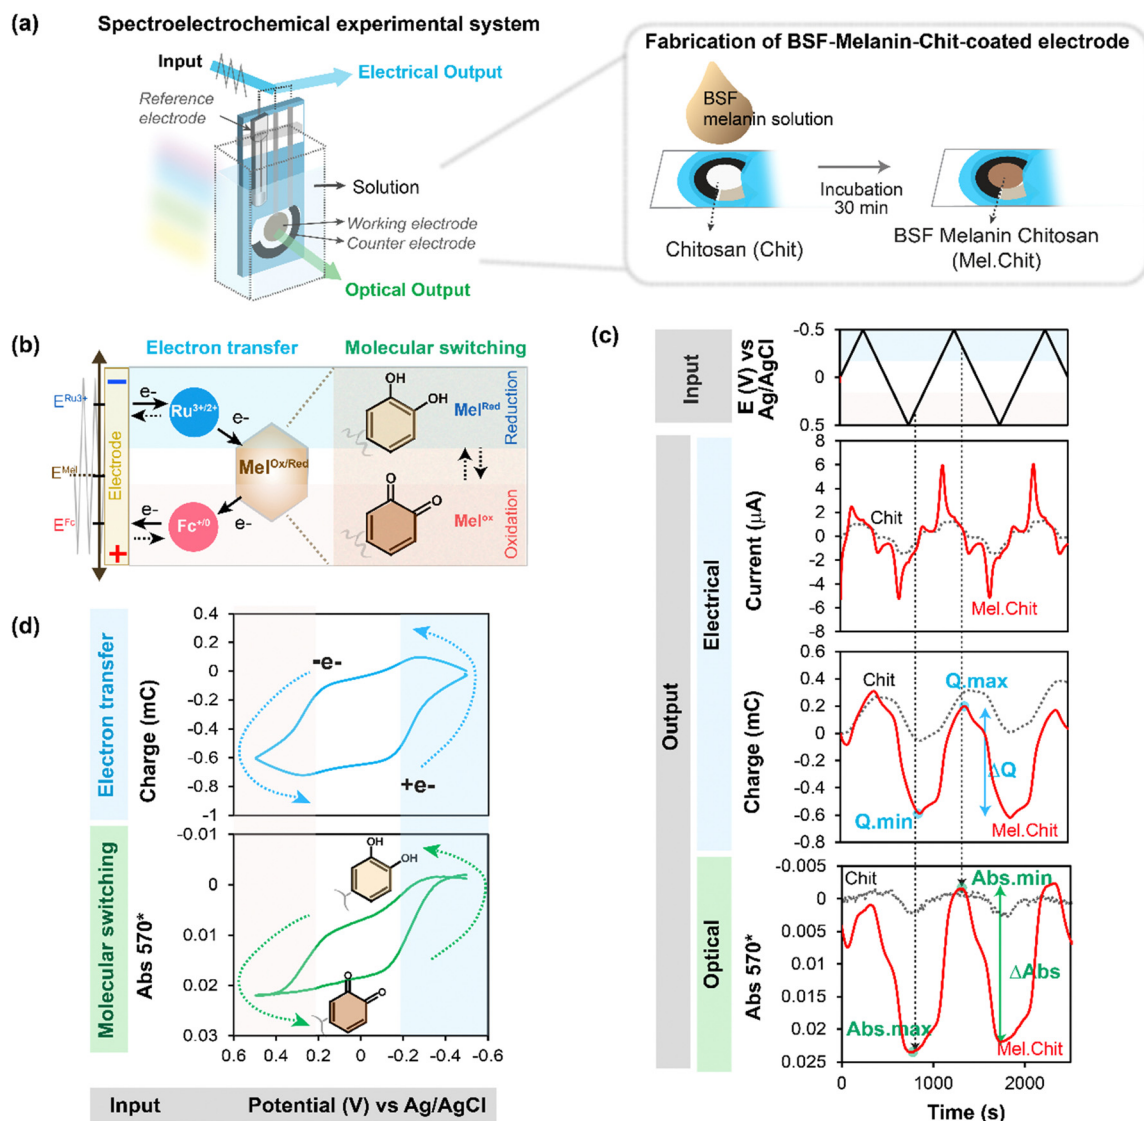 (a)
Spectroelectrochemical experimental system
Input
Electrical Output
Reference
electrode
Solution
Working electrode
Counter electrode
Optical Output
Fabrication of BSF-Melanin-Chit-coated electrode
BSF
melanin solution
Incubation
30 min
Chitosan (Chit)
BSF Melanin Chitosan
(Mel.Chit)
(b)
Electron transfer
Molecular switching
E^Ru3+
E^Mel
E^Fc
−
+
Electrode
e-
Ru^3+/2+
e-
Mel^Ox/Red
e-
Fc^+/0
e-
OH
OH
Mel^Red
Reduction
O
O
Mel^ox
Oxidation
(c)
Input
E (V) vs
Ag/AgCl
-0.5
0
0.5
Output
Electrical
Current (µA)
8
6
4
2
0
-2
-4
-6
-8
Chit
Mel.Chit
Charge (mC)
0.6
0.4
0.2
0
-0.2
-0.4
-0.6
-0.8
Chit
Q.max
ΔQ
Q.min
Mel.Chit
Optical
Abs 570*
-0.005
0
0.005
0.01
0.015
0.02
0.025
Chit
Abs.min
ΔAbs
Abs.max
Mel.Chit
0
1000
2000
Time (s)
(d)
Electron transfer
Charge (mC)
0.4
0.2
0
-0.2
-0.4
-0.6
-0.8
-1
-e-
+e-
Molecular switching
Abs 570*
-0.01
0
0.01
0.02
0.03
OH
OH
O
O
0.6
0.4
0.2
0
-0.2
-0.4
-0.6
Input
Potential (V) vs Ag/AgCl